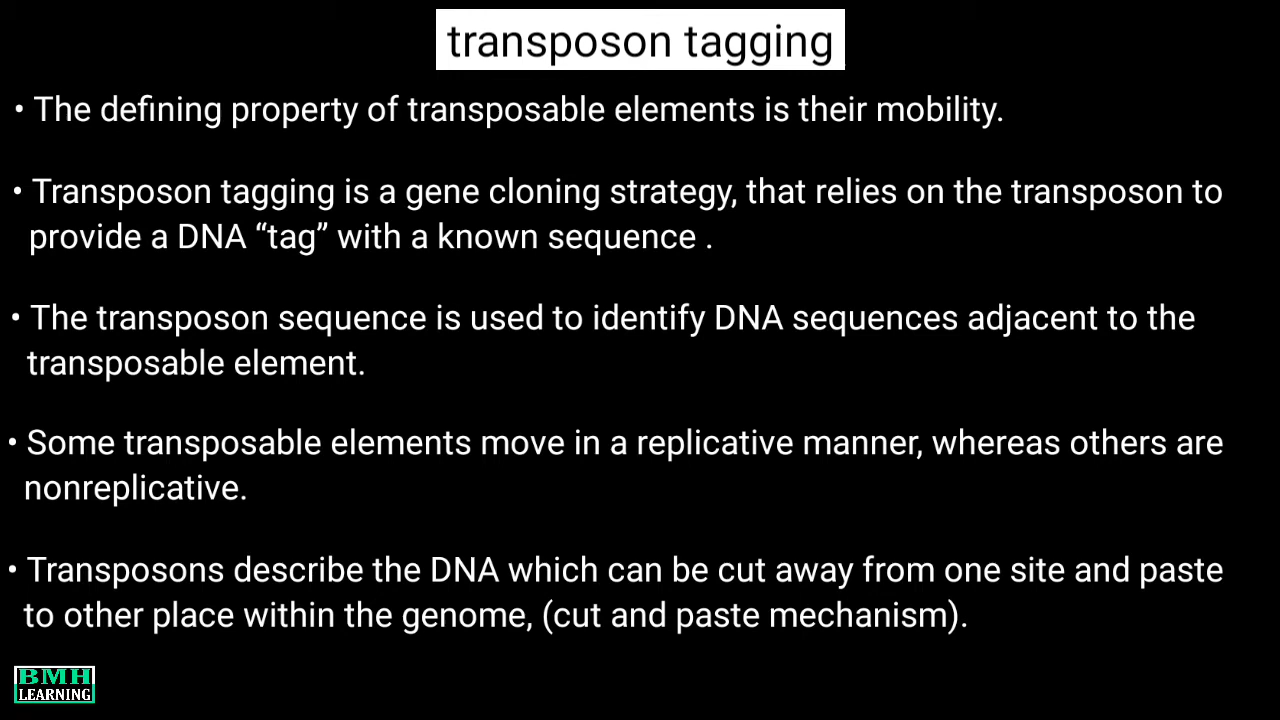 transposon tagging
• The defining property of transposable elements is their mobility.
• Transposon tagging is a gene cloning strategy, that relies on the transposon to
provide a DNA “tag” with a known sequence .
• The transposon sequence is used to identify DNA sequences adjacent to the
transposable element.
• Some transposable elements move in a replicative manner, whereas others are
nonreplicative.
• Transposons describe the DNA which can be cut away from one site and paste
to other place within the genome, (cut and paste mechanism).
BMH
LEARNING